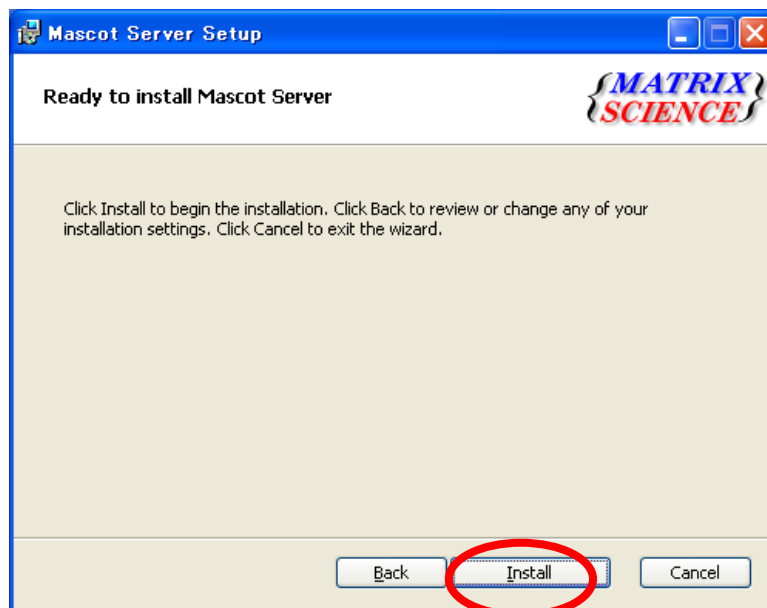 Mascot Server Setup
Ready to install Mascot Server
{MATRIX
SCIENCE}
Click Install to begin the installation. Click Back to review or change any of your
installation settings. Click Cancel to exit the wizard.
Back Install Cancel